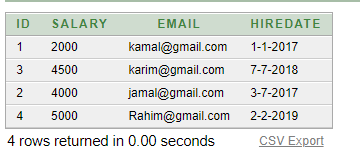 ID SALARY EMAIL HIREDATE
1 2000 kamal@gmail.com 1-1-2017
3 4500 karim@gmail.com 7-7-2018
2 4000 jamal@gmail.com 3-7-2017
4 5000 Rahim@gmail.com 2-2-2019
4 rows returned in 0.00 seconds CSV Export